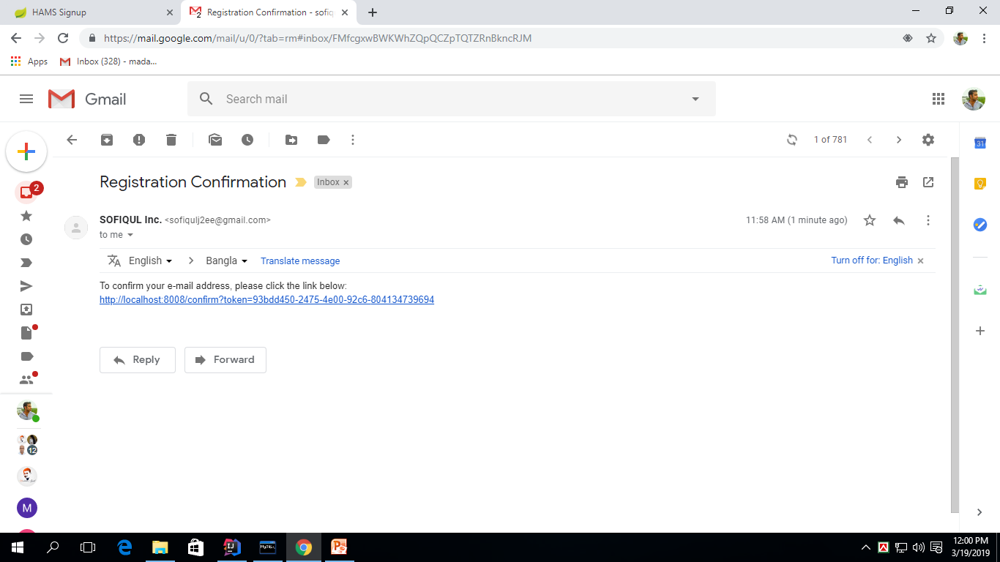 HAMS Signup
Registration Confirmation - sofiq
https://mail.google.com/mail/u/0/?tab=rm#inbox/FMfcgxwBWKWhZQpQCZpTQTZRnBkncRJM
Apps
Inbox (328) - mada...
Gmail
Search mail
1 of 781
31
2
Registration Confirmation
Inbox
SOFIQUL Inc. <sofiqulj2ee@gmail.com>
11:58 AM (1 minute ago)
to me
English
Bangla
Translate message
Turn off for: English
To confirm your e-mail address, please click the link below:
http://localhost:8008/confirm?token=93bdd450-2475-4e00-92c6-804134739694
Reply
Forward
12
M
IJ
MySQL
12:00 PM
3/19/2019